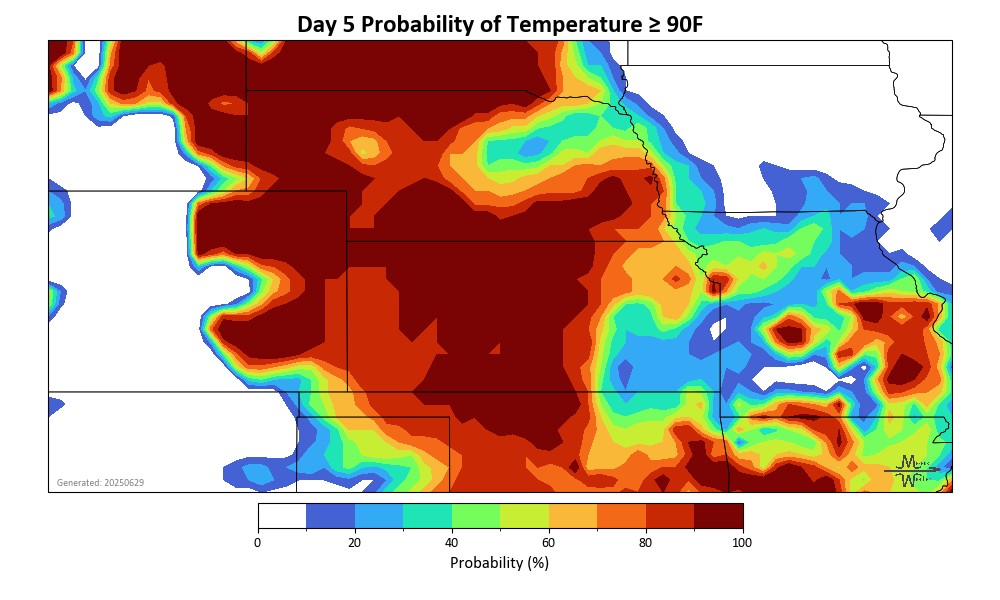 Day 5 Probability of Temperature ≥ 90F
Generated: 20250629
0 20 40 60 80 100
Probability (%)